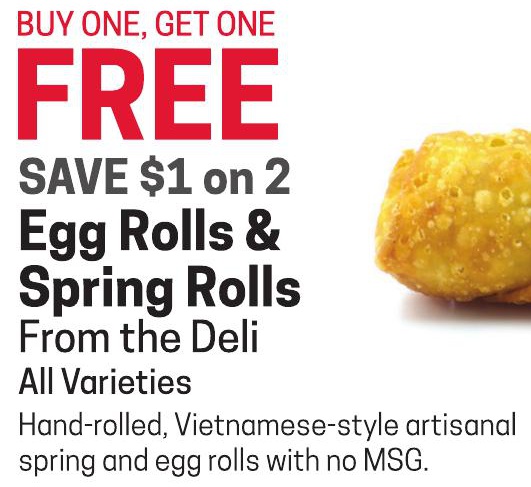 BUY ONE, GET ONE
FREE
SAVE $1 on 2
Egg Rolls &
Spring Rolls
From the Deli
All Varieties
Hand-rolled, Vietnamese-style artisanal
spring and egg rolls with no MSG.